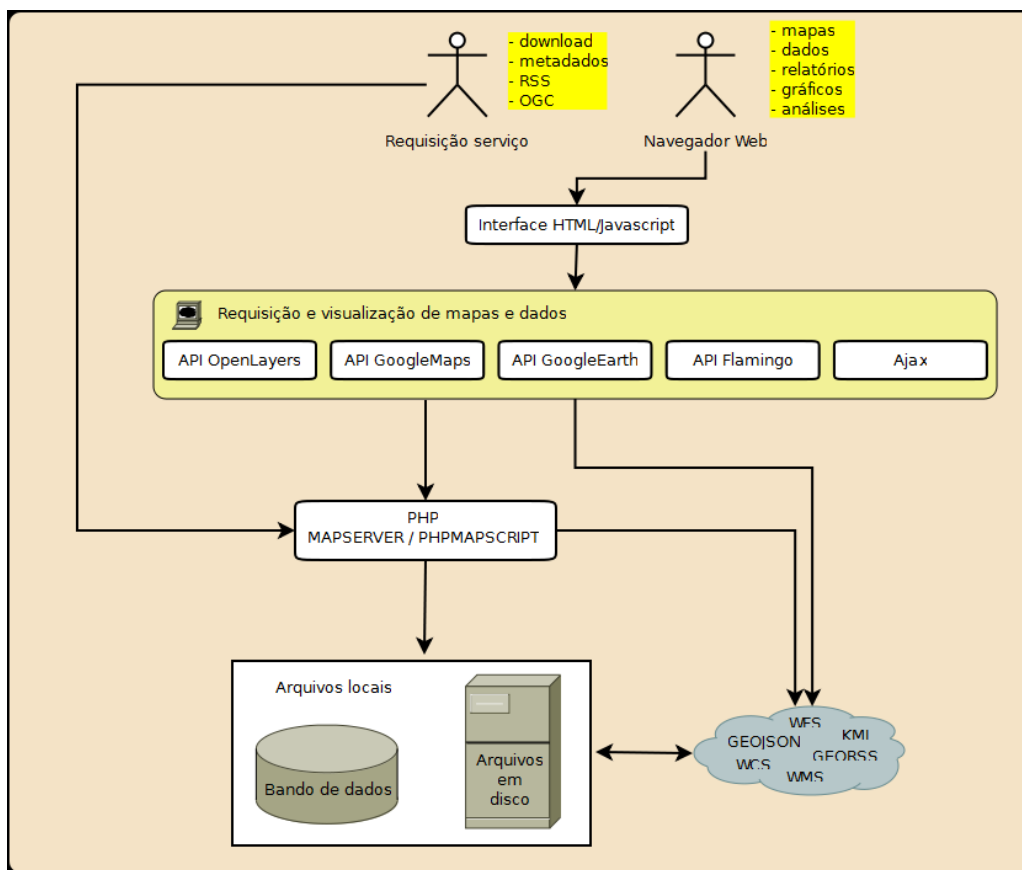 - download
- metadados
- RSS
- OGC
- mapas
- dados
- relatórios
- gráficos
- análises
Requisição serviço
Navegador Web
Interface HTML/Javascript
Requisição e visualização de mapas e dados
API OpenLayers
API GoogleMaps
API GoogleEarth
API Flamingo
Ajax
PHP
MAPSERVER / PHPMAPSCRIPT
Arquivos locais
Bando de dados
Arquivos
em
disco
WFS
GEOJSON
KML
GEORSS
WCS
WMS